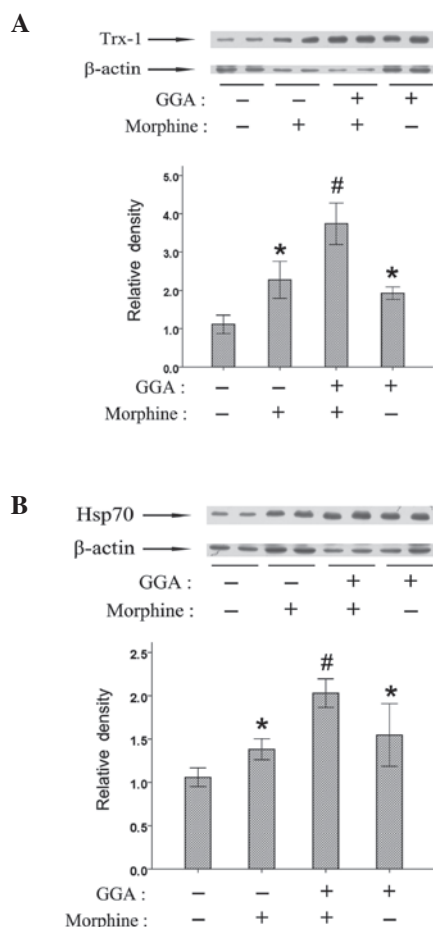 A
Trx-1
β-actin
GGA : – – + +
Morphine : – + + –
Relative density
5.0
4.0
3.0
2.0
1.0
0.0
* # *
GGA : – – + +
Morphine : – + + –
B
Hsp70
β-actin
GGA : – – + +
Morphine : – + + –
Relative density
2.5
2.0
1.5
1.0
0.5
0.0
* # *
GGA : – – + +
Morphine : – + + –